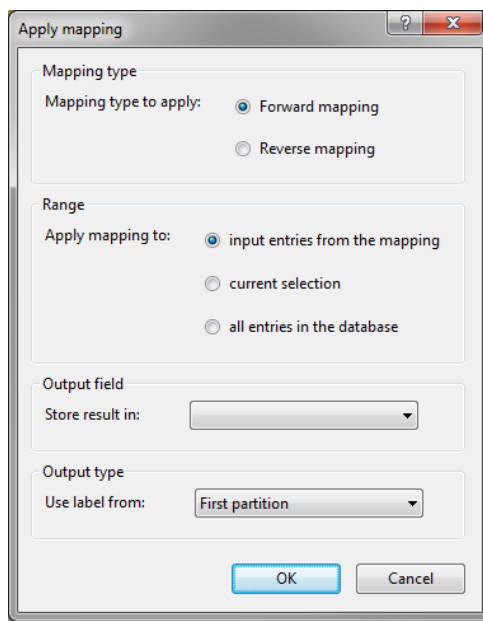 Apply mapping
Mapping type
Mapping type to apply: Forward mapping
Reverse mapping
Range
Apply mapping to: input entries from the mapping
current selection
all entries in the database
Output field
Store result in:
Output type
Use label from: First partition
OK Cancel